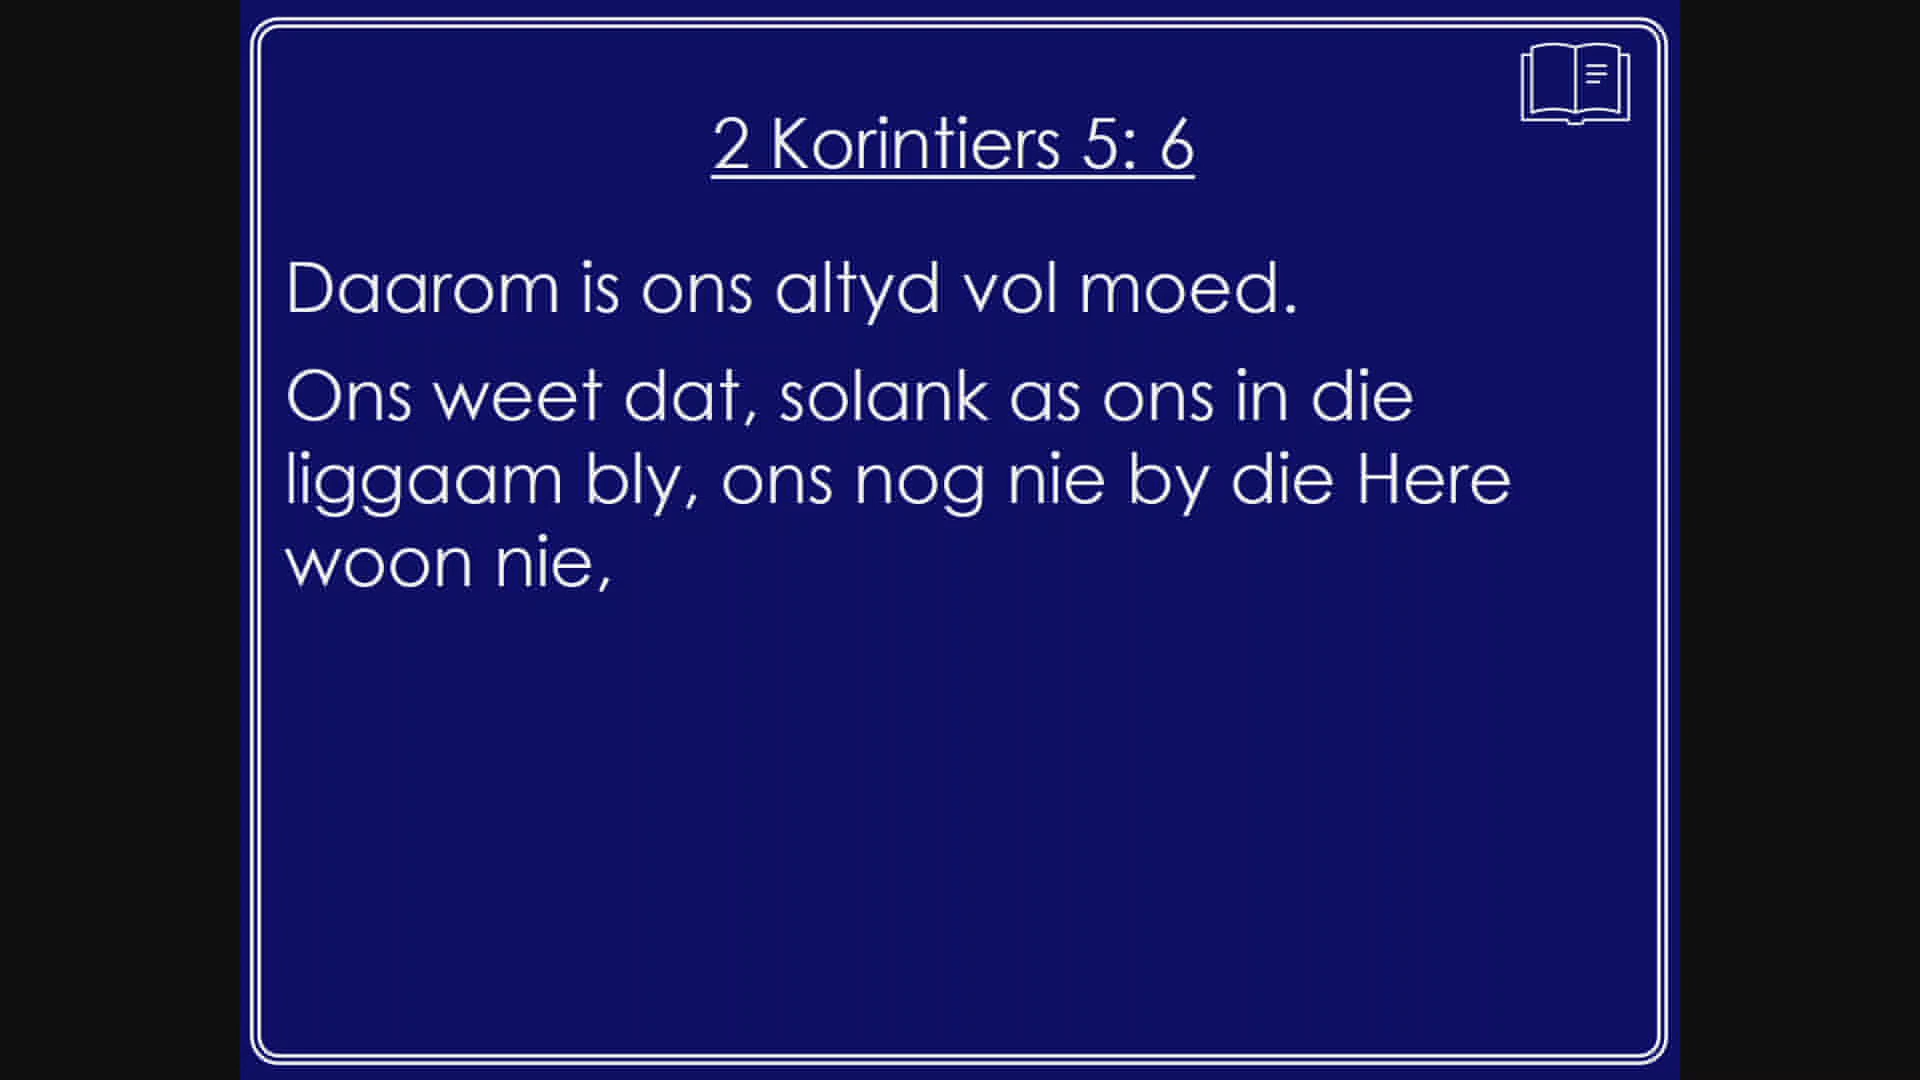 2 Korintiers 5: 6
Daarom is ons altyd vol moed.
Ons weet dat, solank as ons in die
liggaam bly, ons nog nie by die Here
woon nie,